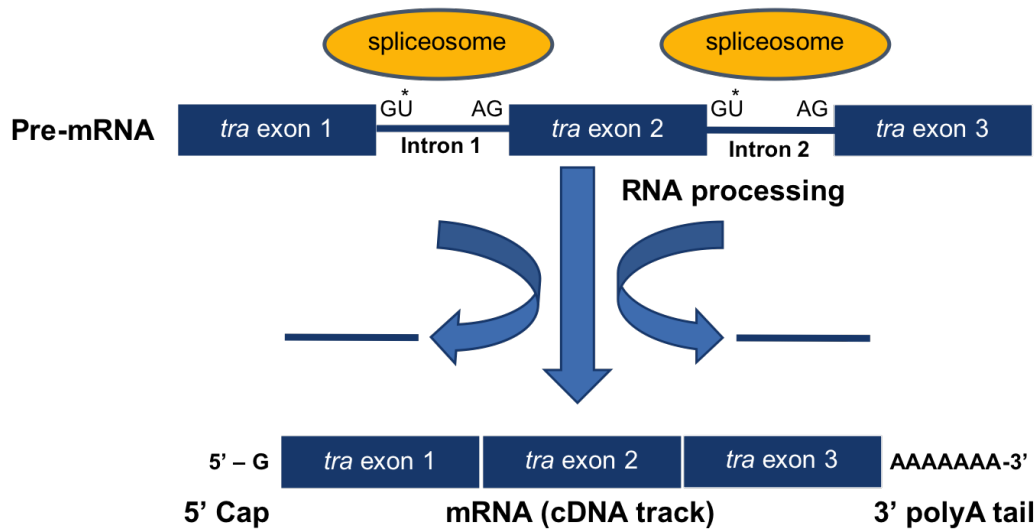 spliceosome spliceosome
* *
GU AG GU AG
Pre-mRNA tra exon 1 tra exon 2 tra exon 3
Intron 1 Intron 2
RNA processing
5’ – G tra exon 1 tra exon 2 tra exon 3 AAAAAAA-3’
5’ Cap mRNA (cDNA track) 3’ polyA tail